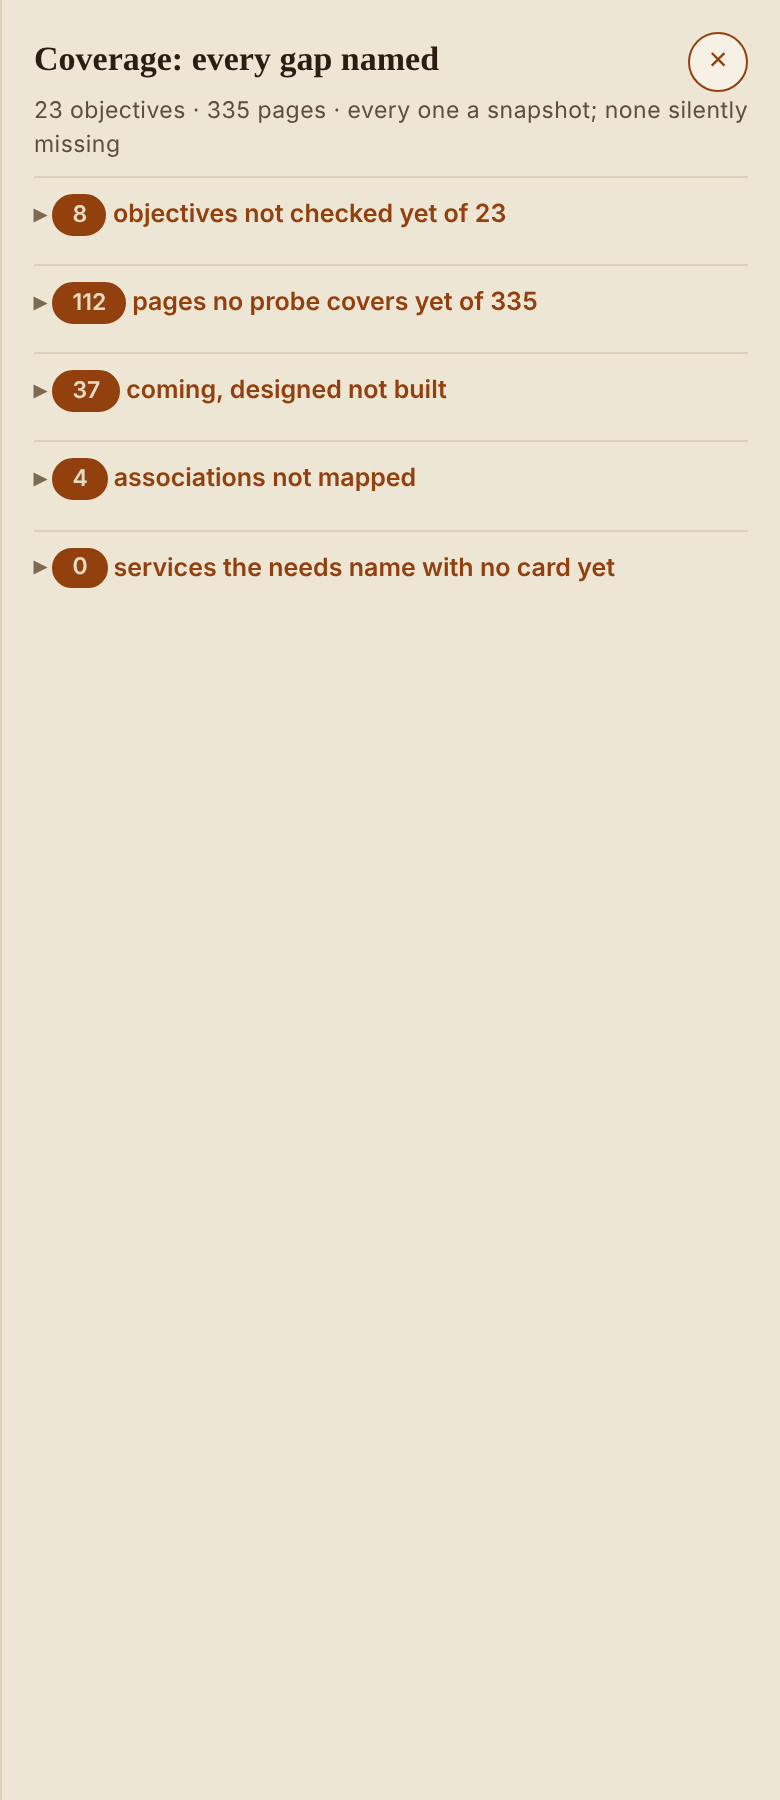 Coverage: every gap named
×
23 objectives · 335 pages · every one a snapshot; none silently
missing
▶ 8 objectives not checked yet of 23
▶ 112 pages no probe covers yet of 335
▶ 37 coming, designed not built
▶ 4 associations not mapped
▶ 0 services the needs name with no card yet